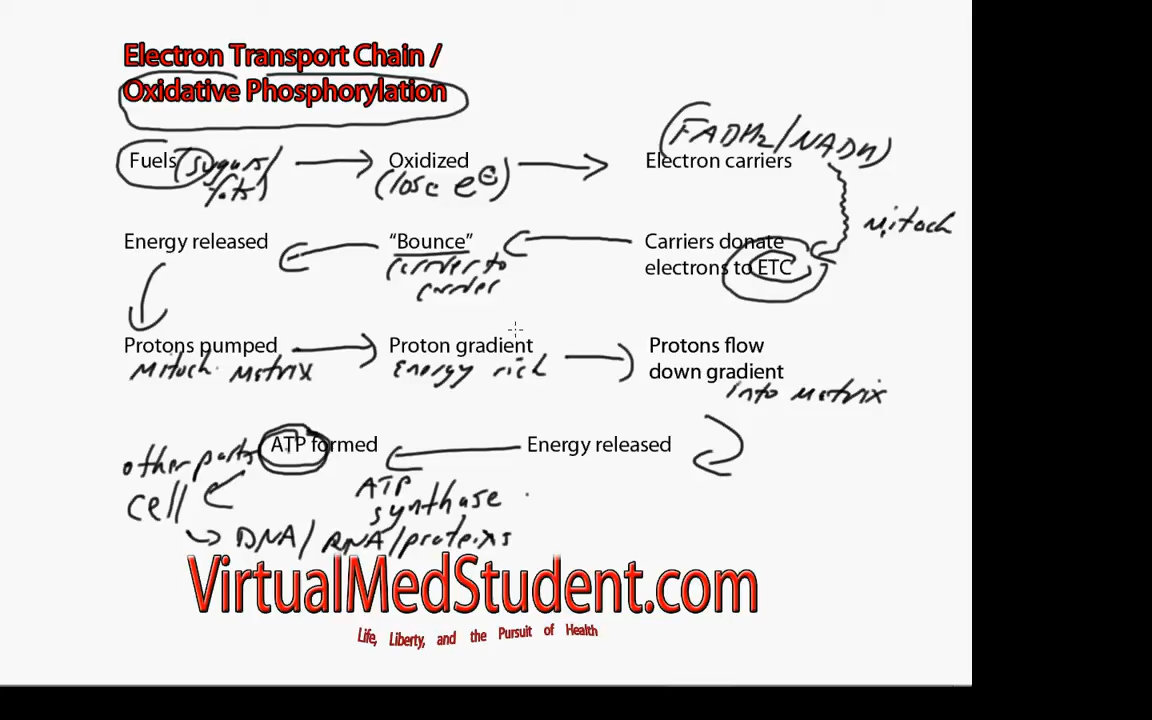 Electron Transport Chain /
Oxidative Phosphorylation
FADH2/NADH)
Fuels (sugars/ Oxidized Electron carriers
fats) (lose e⊖)
Mitoch
Energy released "Bounce" Carriers donate
carrier to electrons to ETC
carrier
Protons pumped Proton gradient Protons flow
Mitoch. Matrix Energy rich down gradient
into matrix
ATP formed Energy released
other parts
cell ATP
synthase
DNA/RNA/proteins
VirtualMedStudent.com
Life, Liberty, and the Pursuit of Health